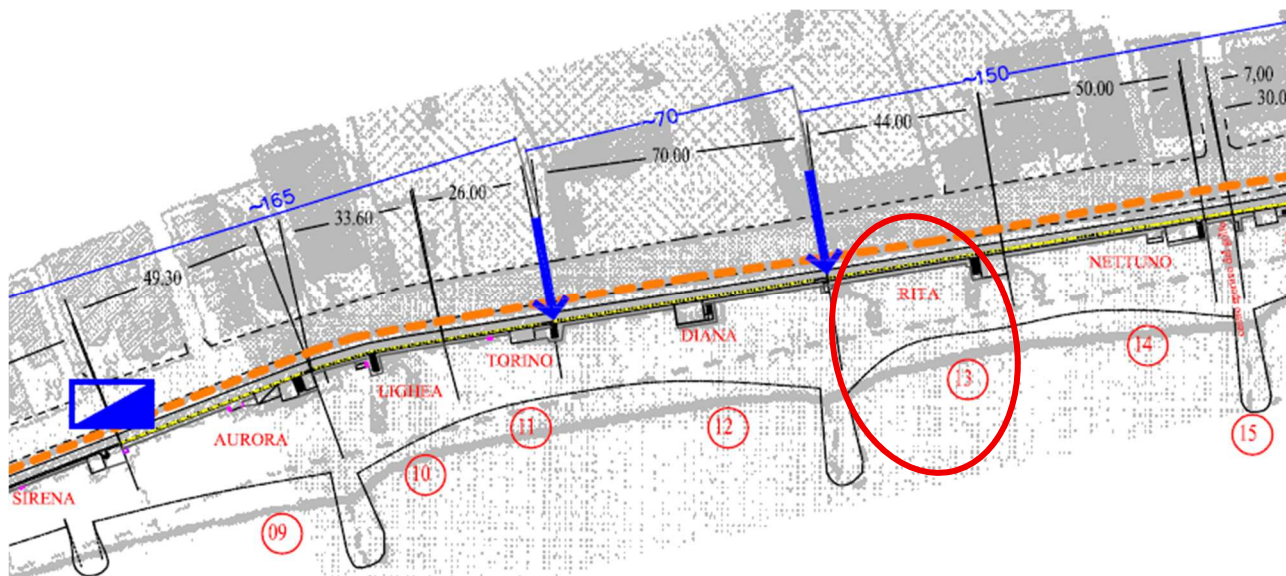 ~150
7,00
50.00
30.0
~70
44.00
70.00
~165
26.00
33.60
49.30
NETTUNO
RITA
DIANA
TORINO
LIGHEA
AURORA
SIRENA
14
13
12
11
15
10
09